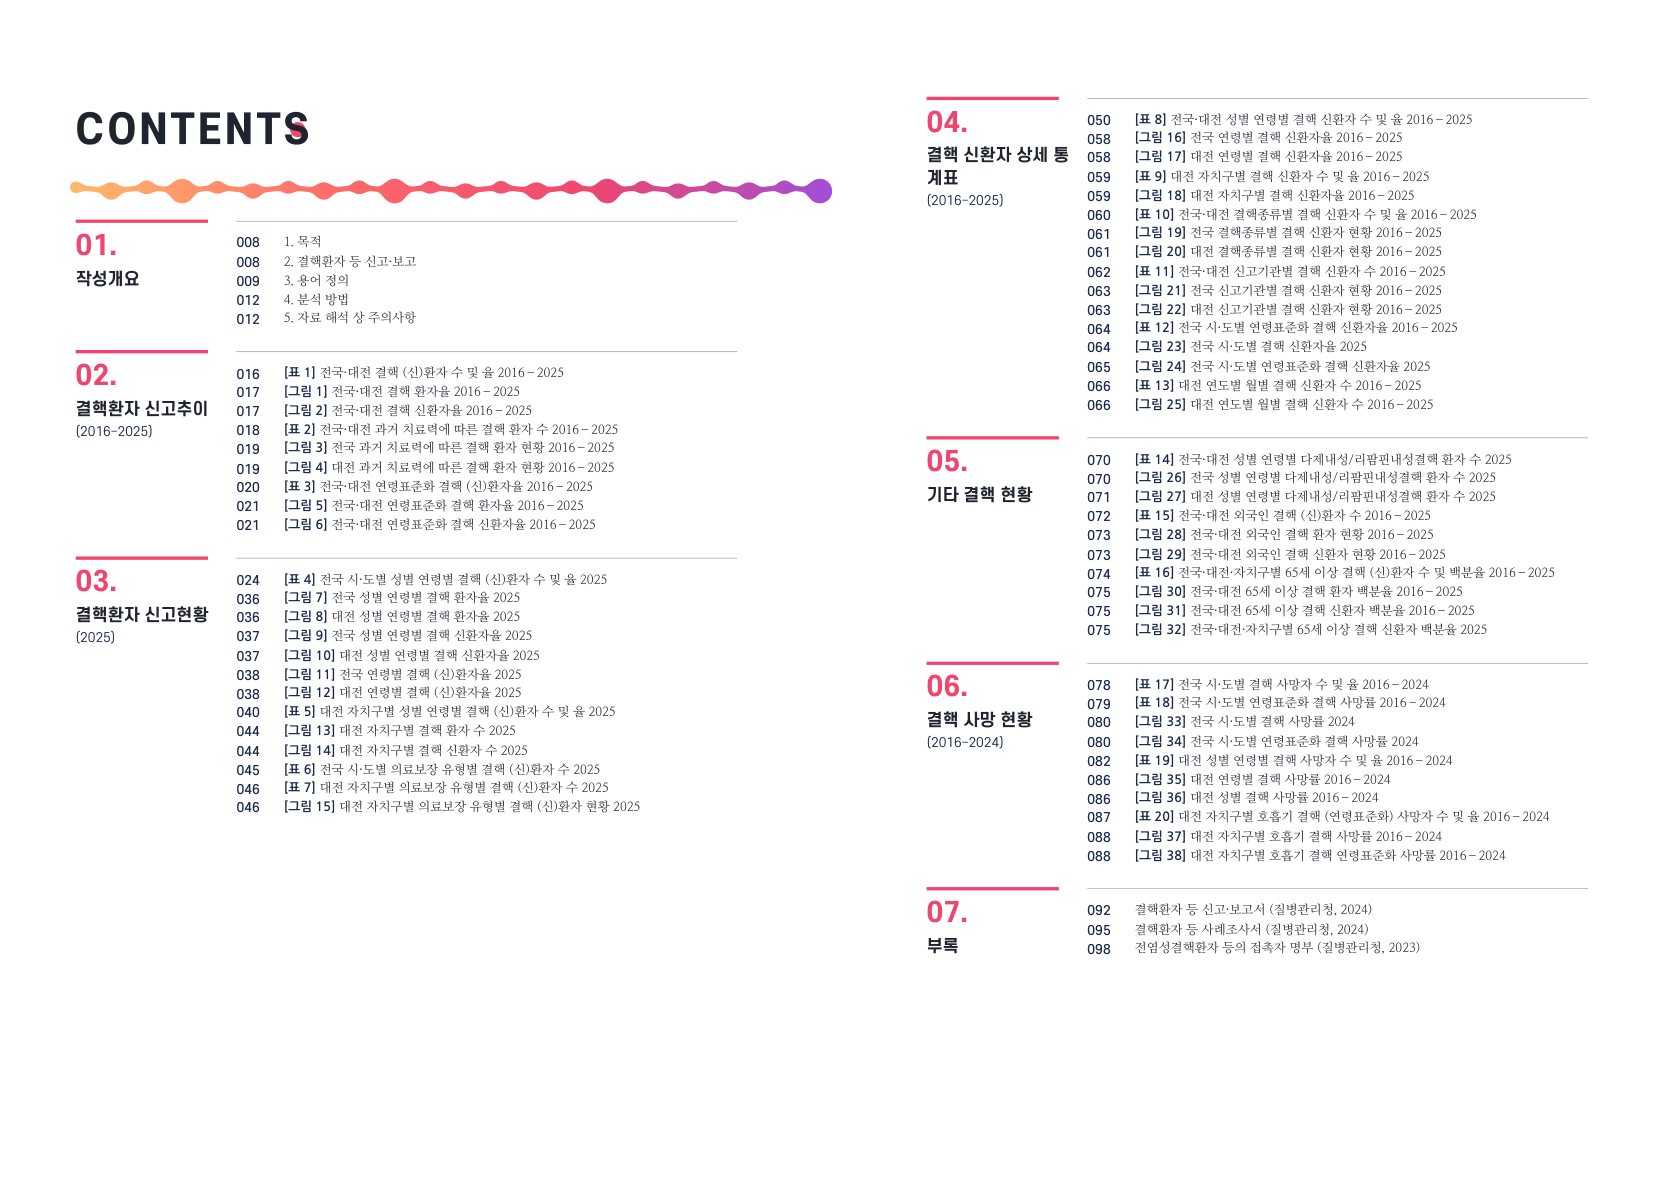 CONTENTS
01.
작성개요
008 1. 목적
008 2. 결핵환자 등 신고·보고
009 3. 용어 정의
012 4. 분석 방법
012 5. 자료 해석 상 주의사항
02.
결핵환자 신고추이
(2016-2025)
016 [표 1] 전국·대전 결핵 (신)환자 수 및 율 2016-2025
017 [그림 1] 전국·대전 결핵 환자율 2016-2025
017 [그림 2] 전국·대전 결핵 신환자율 2016-2025
018 [표 2] 전국·대전 과거 치료력에 따른 결핵 환자 수 2016-2025
019 [그림 3] 전국 과거 치료력에 따른 결핵 환자 현황 2016-2025
019 [그림 4] 대전 과거 치료력에 따른 결핵 환자 현황 2016-2025
020 [표 3] 전국·대전 연령표준화 결핵 (신)환자율 2016-2025
021 [그림 5] 전국·대전 연령표준화 결핵 환자율 2016-2025
021 [그림 6] 전국·대전 연령표준화 결핵 신환자율 2016-2025
03.
결핵환자 신고현황
(2025)
024 [표 4] 전국 시·도별 성별 연령별 결핵 (신)환자 수 및 율 2025
036 [그림 7] 전국 성별 연령별 결핵 환자율 2025
036 [그림 8] 대전 성별 연령별 결핵 환자율 2025
037 [그림 9] 전국 성별 연령별 결핵 신환자율 2025
037 [그림 10] 대전 성별 연령별 결핵 신환자율 2025
038 [그림 11] 전국 연령별 결핵 (신)환자율 2025
038 [그림 12] 대전 연령별 결핵 (신)환자율 2025
040 [표 5] 대전 자치구별 성별 연령별 결핵 (신)환자 수 및 율 2025
044 [그림 13] 대전 자치구별 결핵 환자 수 2025
044 [그림 14] 대전 자치구별 결핵 신환자 수 2025
045 [표 6] 전국 시·도별 의료보장 유형별 결핵 (신)환자 수 2025
046 [표 7] 대전 자치구별 의료보장 유형별 결핵 (신)환자 수 2025
046 [그림 15] 대전 자치구별 의료보장 유형별 결핵 (신)환자 현황 2025
04.
결핵 신환자 상세 통
계표
(2016-2025)
050 [표 8] 전국·대전 성별 연령별 결핵 신환자 수 및 율 2016-2025
058 [그림 16] 전국 연령별 결핵 신환자율 2016-2025
058 [그림 17] 대전 연령별 결핵 신환자율 2016-2025
059 [표 9] 대전 자치구별 결핵 신환자 수 및 율 2016-2025
059 [그림 18] 대전 자치구별 결핵 신환자율 2016-2025
060 [표 10] 전국·대전 결핵종류별 결핵 신환자 수 및 율 2016-2025
061 [그림 19] 전국 결핵종류별 결핵 신환자 현황 2016-2025
061 [그림 20] 대전 결핵종류별 결핵 신환자 현황 2016-2025
062 [표 11] 전국·대전 신고기관별 결핵 신환자 수 2016-2025
063 [그림 21] 전국 신고기관별 결핵 신환자 현황 2016-2025
063 [그림 22] 대전 신고기관별 결핵 신환자 현황 2016-2025
064 [표 12] 전국 시·도별 연령표준화 결핵 신환자율 2016-2025
064 [그림 23] 전국 시·도별 결핵 신환자율 2025
065 [그림 24] 전국 시·도별 연령표준화 결핵 신환자율 2025
066 [표 13] 대전 연도별 월별 결핵 신환자 수 2016-2025
066 [그림 25] 대전 연도별 월별 결핵 신환자 수 2016-2025
05.
기타 결핵 현황
070 [표 14] 전국·대전 성별 연령별 다제내성/리팜핀내성결핵 환자 수 2025
070 [그림 26] 전국 성별 연령별 다제내성/리팜핀내성결핵 환자 수 2025
071 [그림 27] 대전 성별 연령별 다제내성/리팜핀내성결핵 환자 수 2025
072 [표 15] 전국·대전 외국인 결핵 (신)환자 수 2016-2025
073 [그림 28] 전국·대전 외국인 결핵 환자 현황 2016-2025
073 [그림 29] 전국·대전 외국인 결핵 신환자 현황 2016-2025
074 [표 16] 전국·대전·자치구별 65세 이상 결핵 (신)환자 수 및 백분율 2016-2025
075 [그림 30] 전국·대전 65세 이상 결핵 환자 백분율 2016-2025
075 [그림 31] 전국·대전 65세 이상 결핵 신환자 백분율 2016-2025
075 [그림 32] 전국·대전·자치구별 65세 이상 결핵 신환자 백분율 2025
06.
결핵 사망 현황
(2016-2024)
078 [표 17] 전국 시·도별 결핵 사망자 수 및 율 2016-2024
079 [표 18] 전국 시·도별 연령표준화 결핵 사망률 2016-2024
080 [그림 33] 전국 시·도별 결핵 사망률 2024
080 [그림 34] 전국 시·도별 연령표준화 결핵 사망률 2024
082 [표 19] 대전 성별 연령별 결핵 사망자 수 및 율 2016-2024
086 [그림 35] 대전 연령별 결핵 사망률 2016-2024
086 [그림 36] 대전 성별 결핵 사망률 2016-2024
087 [표 20] 대전 자치구별 호흡기 결핵 (연령표준화) 사망자 수 및 율 2016-2024
088 [그림 37] 대전 자치구별 호흡기 결핵 사망률 2016-2024
088 [그림 38] 대전 자치구별 호흡기 결핵 연령표준화 사망률 2016-2024
07.
부록
092 결핵환자 등 신고·보고서 (질병관리청, 2024)
095 결핵환자 등 사례조사서 (질병관리청, 2024)
098 전염성결핵환자 등의 접촉자 명부 (질병관리청, 2023)